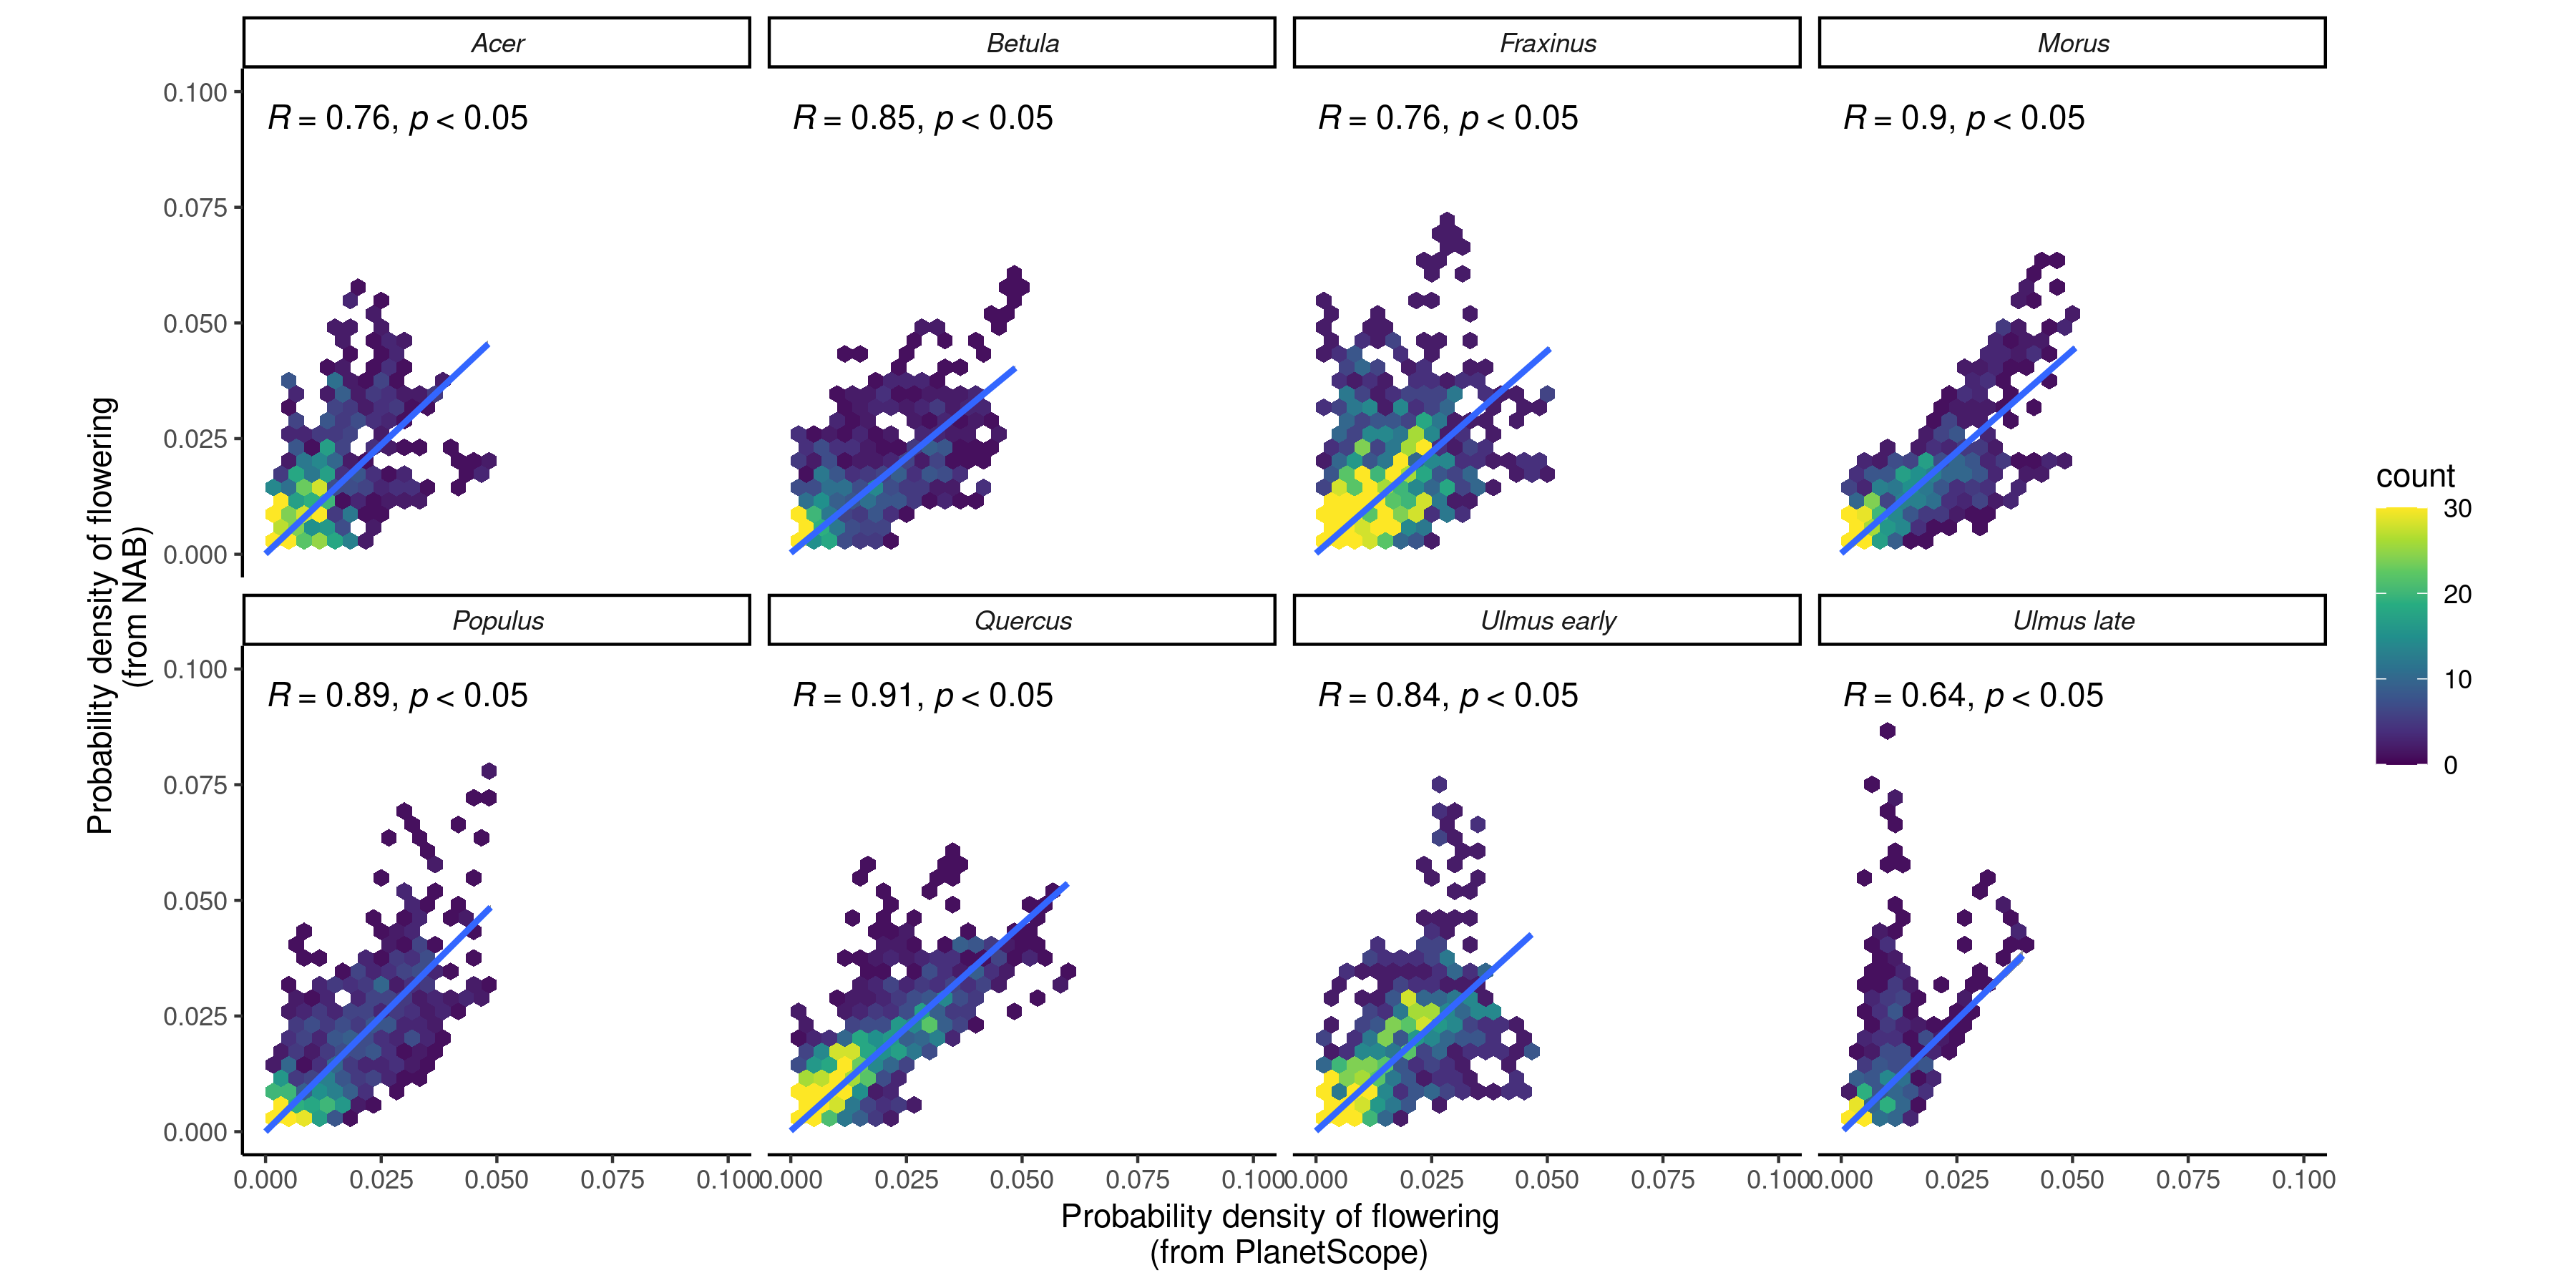 Acer
Betula
Fraxinus
Morus
0.100
0.075
0.050
0.025
0.000
R = 0.76, p < 0.05
R = 0.85, p < 0.05
R = 0.76, p < 0.05
R = 0.9, p < 0.05
Populus
Quercus
Ulmus early
Ulmus late
0.100
0.075
0.050
0.025
0.000
R = 0.89, p < 0.05
R = 0.91, p < 0.05
R = 0.84, p < 0.05
R = 0.64, p < 0.05
0.000 0.025 0.050 0.075 0.100
0.000 0.025 0.050 0.075 0.100
0.000 0.025 0.050 0.075 0.100
0.000 0.025 0.050 0.075 0.100
Probability density of flowering
(from NAB)
Probability density of flowering
(from PlanetScope)
count
30
20
10
0